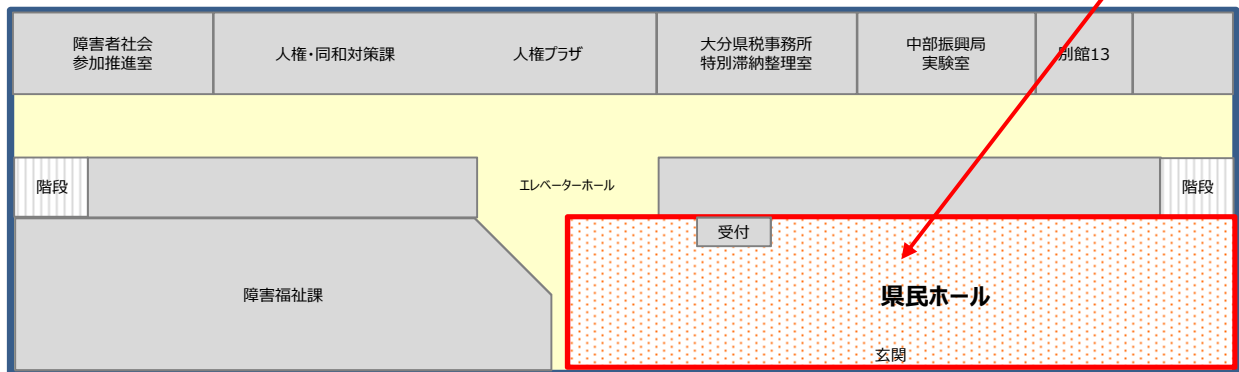 障害者社会
参加推進室
人権・同和対策課
人権プラザ
大分県税事務所
特別滞納整理室
中部振興局
実験室
別館13
階段
エレベーターホール
階段
受付
障害福祉課
県民ホール
玄関